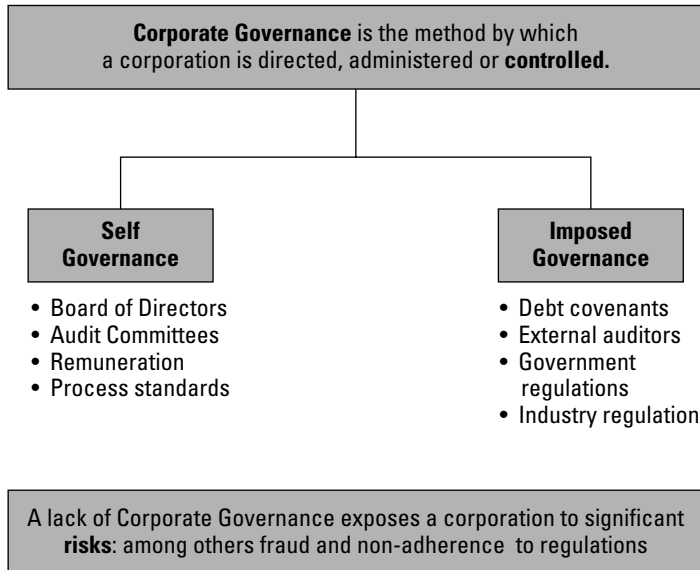 Corporate Governance is the method by which
a corporation is directed, administered or controlled.
Self
Governance
• Board of Directors
• Audit Committees
• Remuneration
• Process standards
Imposed
Governance
• Debt covenants
• External auditors
• Government
regulations
• Industry regulation
A lack of Corporate Governance exposes a corporation to significant
risks: among others fraud and non-adherence to regulations